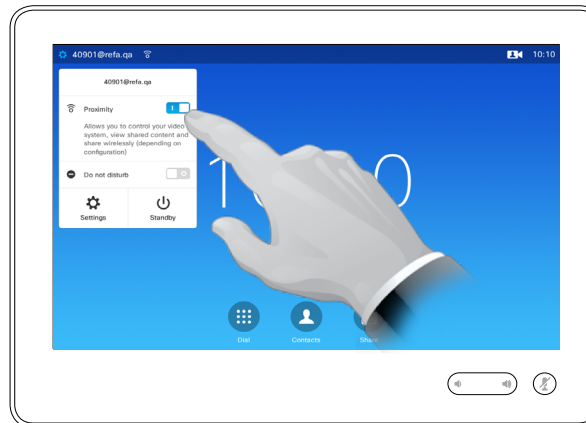 40901@refa.qa
10:10
40901@refa.qa
Proximity
Allows you to control your video
system, view shared content and
share wirelessly (depending on
configuration)
Do not disturb
Settings
Standby
Dial
Contacts
Share